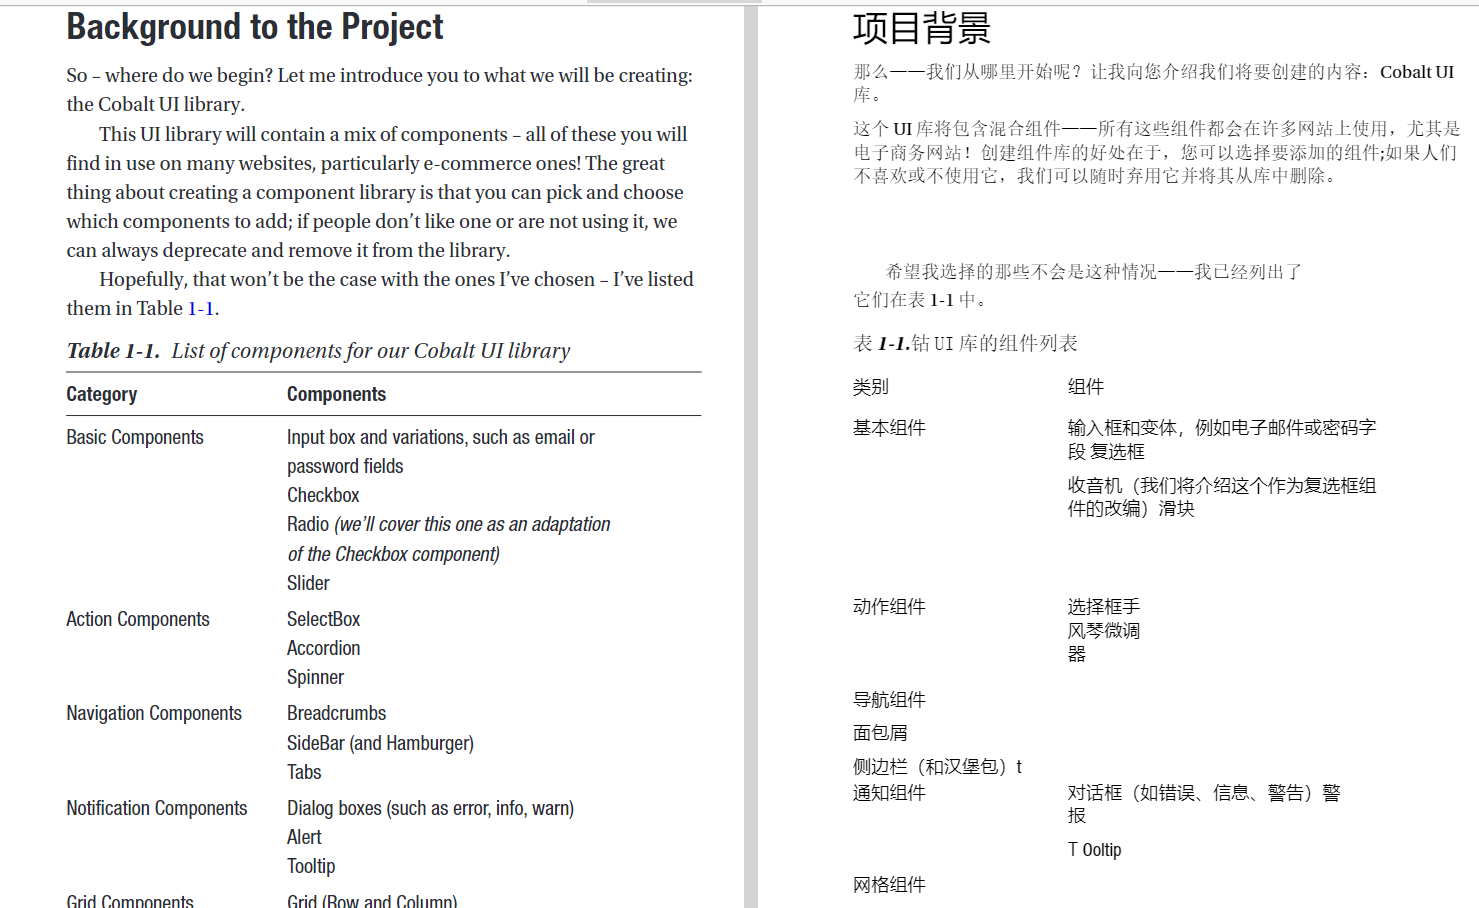 Background to the Project
So – where do we begin? Let me introduce you to what we will be creating:
the Cobalt UI library.
This UI library will contain a mix of components – all of these you will
find in use on many websites, particularly e-commerce ones! The great
thing about creating a component library is that you can pick and choose
which components to add; if people don’t like one or are not using it, we
can always deprecate and remove it from the library.
Hopefully, that won’t be the case with the ones I’ve chosen – I’ve listed
them in Table 1-1.
Table 1-1. List of components for our Cobalt UI library
Category Components
Basic Components Input box and variations, such as email or
password fields
Checkbox
Radio (we’ll cover this one as an adaptation
of the Checkbox component)
Slider
Action Components SelectBox
Accordion
Spinner
Navigation Components Breadcrumbs
SideBar (and Hamburger)
Tabs
Notification Components Dialog boxes (such as error, info, warn)
Alert
Tooltip
Grid Components Grid (Row and Column)
项目背景
那么——我们从哪里开始呢？让我向您介绍我们将要创建的内容：Cobalt UI
库。
这个 UI 库将包含混合组件——所有这些组件都会在许多网站上使用，尤其是
电子商务网站！创建组件库的好处在于，您可以选择要添加的组件;如果人们
不喜欢或不使用它，我们可以随时弃用它并将其从库中删除。
希望我选择的那些不会是这种情况——我已经列出了
它们在表 1-1 中。
表 1-1.钴 UI 库的组件列表
类别 组件
基本组件 输入框和变体，例如电子邮件或密码字
段 复选框
收音机（我们将介绍这个作为复选框组
件的改编）滑块
动作组件 选择框手
风琴微调
器
导航组件
面包屑
侧边栏（和汉堡包）t
通知组件 对话框（如错误、信息、警告）警
报
T Ooltip
网格组件